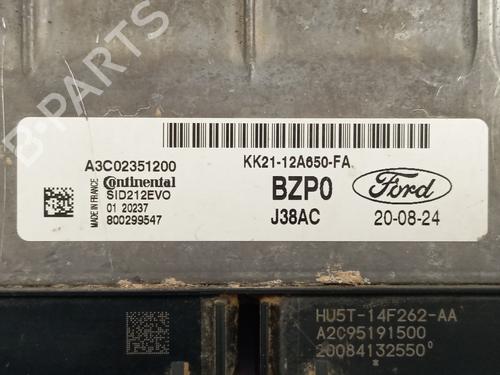 B-PARTS
A3C02351200
KK21-12A650-FA
MADE IN FRANCE
Continental
SID212EVO
01 20237
800299547
BZP0
J38AC
Ford
20-08-24
HU5T-14F262-AA
A2C95191500
20084132550